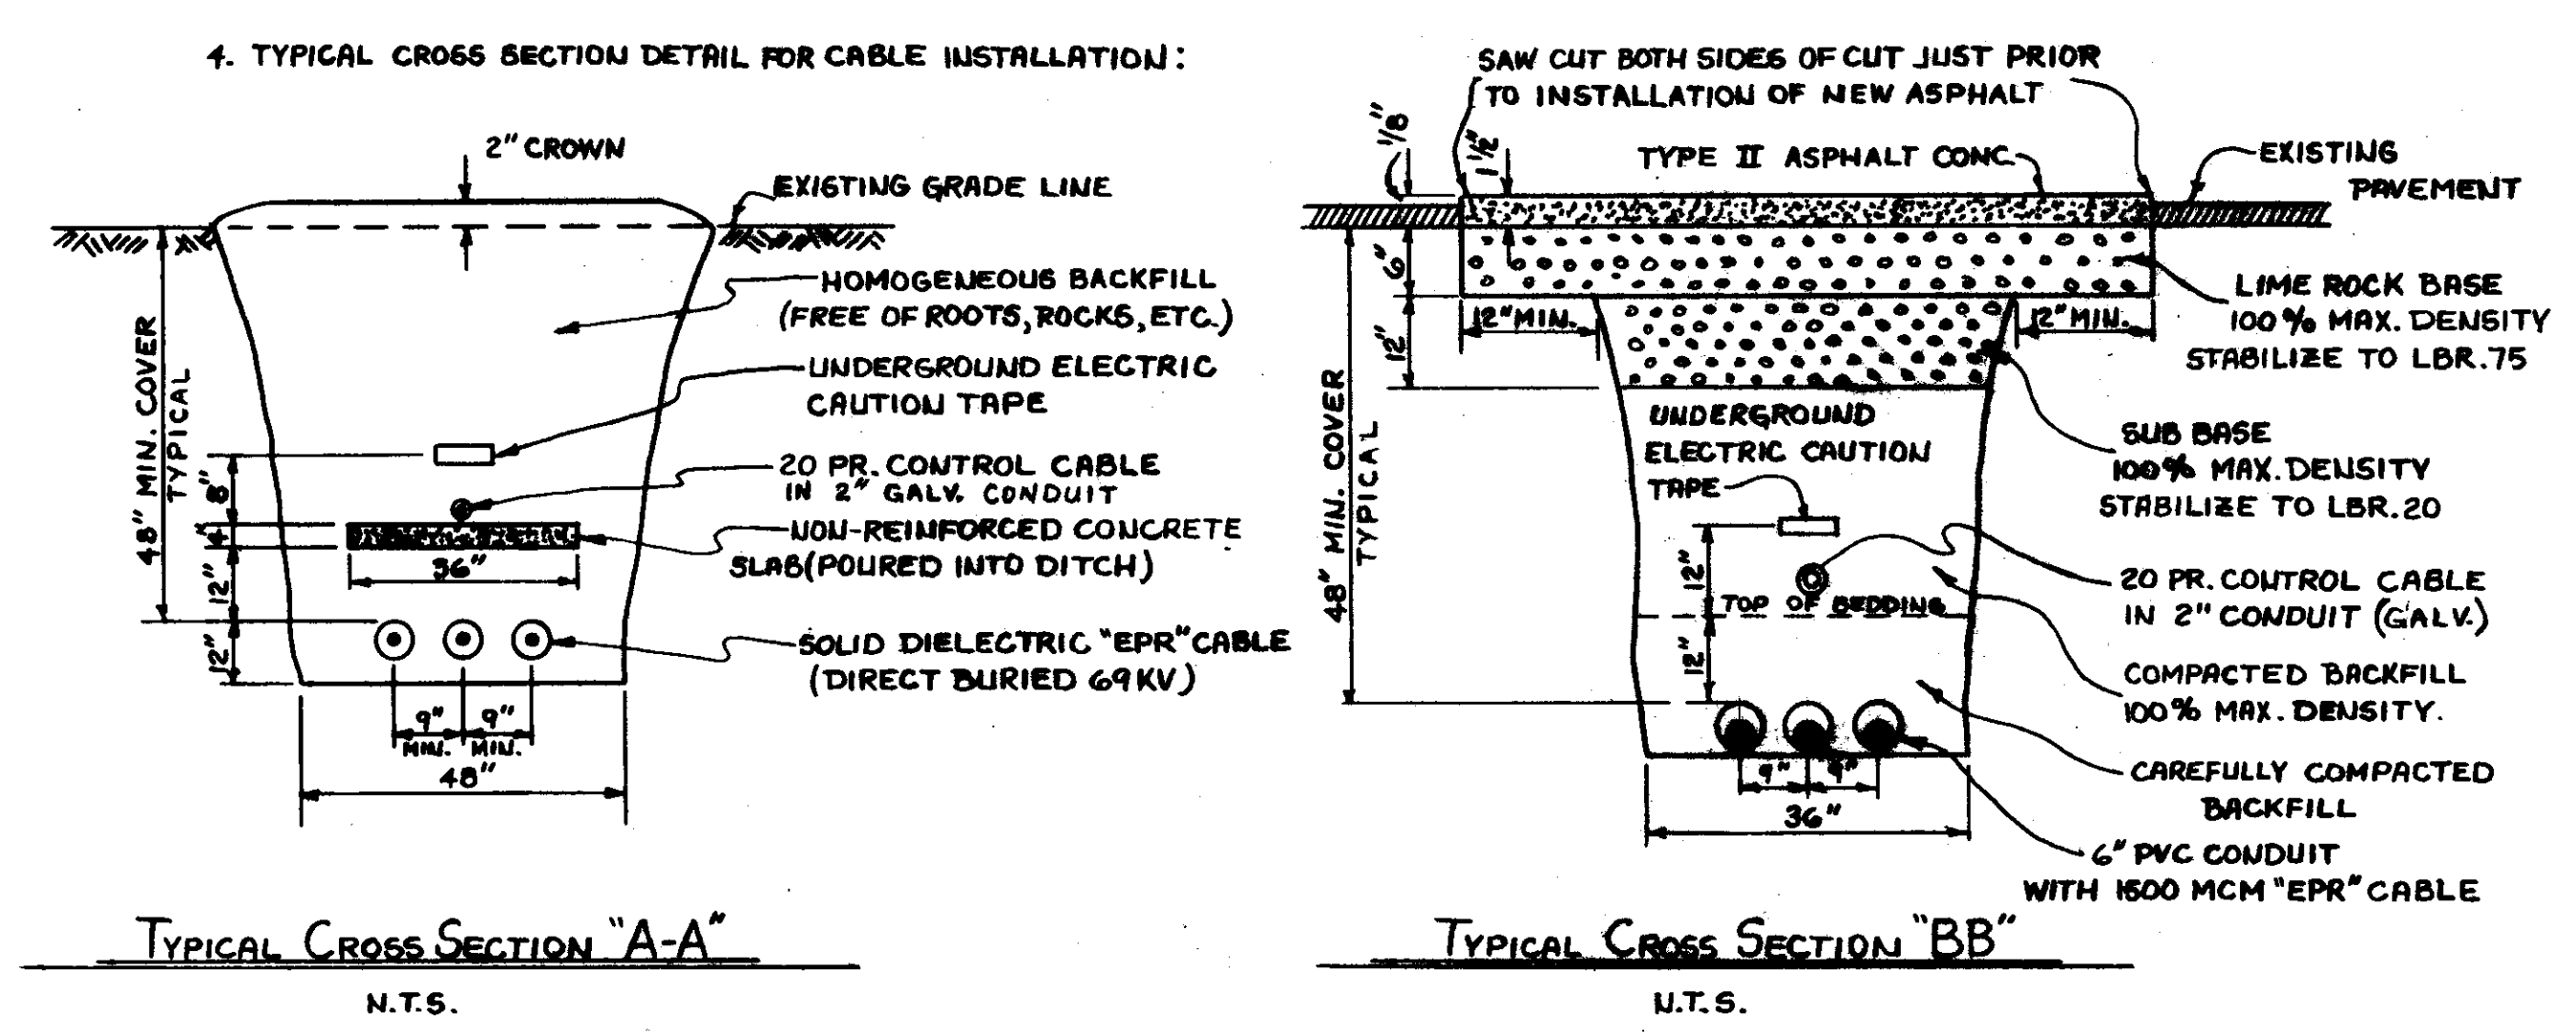 4. TYPICAL CROSS SECTION DETAIL FOR CABLE INSTALLATION:
2" CROWN
EXISTING GRADE LINE
HOMOGENEOUS BACKFILL
(FREE OF ROOTS, ROCKS, ETC.)
UNDERGROUND ELECTRIC
CAUTION TAPE
20 PR. CONTROL CABLE
IN 2" GALV. CONDUIT
NON-REINFORCED CONCRETE
SLAB (POURED INTO DITCH)
SOLID DIELECTRIC "EPR" CABLE
(DIRECT BURIED 69KV)
48" MIN. COVER
TYPICAL
8"
4"
12"
12"
36"
9"
MIN.
9"
MIN.
48"
TYPICAL CROSS SECTION "A-A"
N.T.S.
SAW CUT BOTH SIDES OF CUT JUST PRIOR
TO INSTALLATION OF NEW ASPHALT
1/8"
1½"
TYPE II ASPHALT CONC.
EXISTING
PAVEMENT
6"
12"
12" MIN.
12" MIN.
LIME ROCK BASE
100% MAX. DENSITY
STABILIZE TO LBR.75
SUB BASE
100% MAX. DENSITY
STABILIZE TO LBR.20
48" MIN. COVER
TYPICAL
UNDERGROUND
ELECTRIC CAUTION
TAPE
12"
TOP OF BEDDING
12"
20 PR. CONTROL CABLE
IN 2" CONDUIT (GALV.)
COMPACTED BACKFILL
100% MAX. DENSITY.
CAREFULLY COMPACTED
BACKFILL
9"
9"
36"
6" PVC CONDUIT
WITH 1500 MCM "EPR" CABLE
TYPICAL CROSS SECTION "BB"
N.T.S.